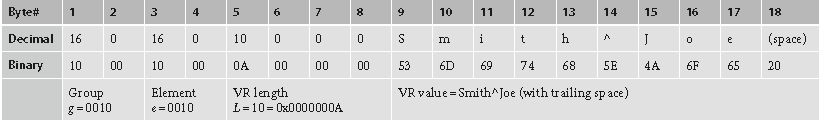 Byte# 1 2 3 4 5 6 7 8 9 10 11 12 13 14 15 16 17 18
Decimal 16 0 16 0 10 0 0 0 S m i t h ^ J o e (space)
Binary 10 00 10 00 0A 00 00 00 53 6D 69 74 68 5E 4A 6F 65 20
Group Element VR length VR value = Smith^Joe (with trailing space)
g = 0010 e = 0010 L = 10 = 0x0000000A